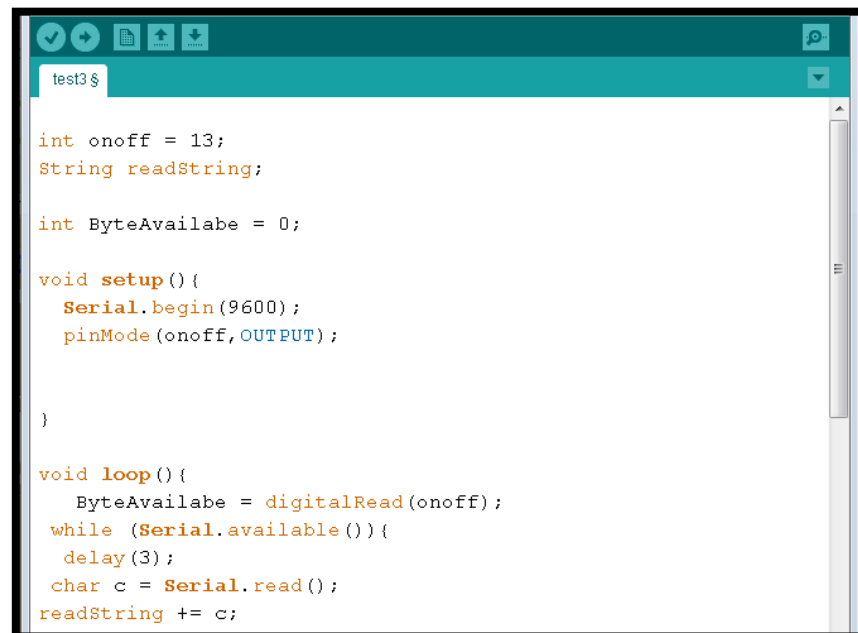 test3 §
int onoff = 13;
String readString;
int ByteAvailabe = 0;
void setup(){
Serial.begin(9600);
pinMode(onoff,OUTPUT);
}
void loop(){
ByteAvailabe = digitalRead(onoff);
while (Serial.available()){
delay(3);
char c = Serial.read();
readString += c;